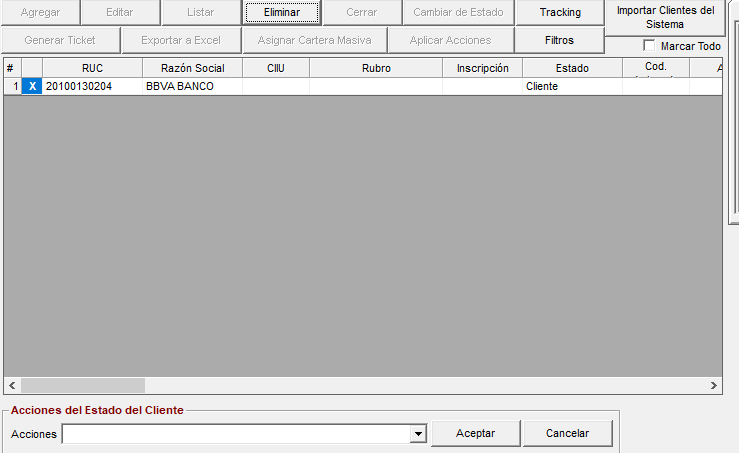 Agregar Editar Listar Eliminar Cerrar Cambiar de Estado Tracking Importar Clientes del
Sistema
Generar Ticket Exportar a Excel Asignar Cartera Masiva Aplicar Acciones Filtros
Marcar Todo
# RUC Razón Social CIIU Rubro Inscripción Estado Cod.
1 X 20100130204 BBVA BANCO Cliente
Acciones del Estado del Cliente
Acciones Aceptar Cancelar